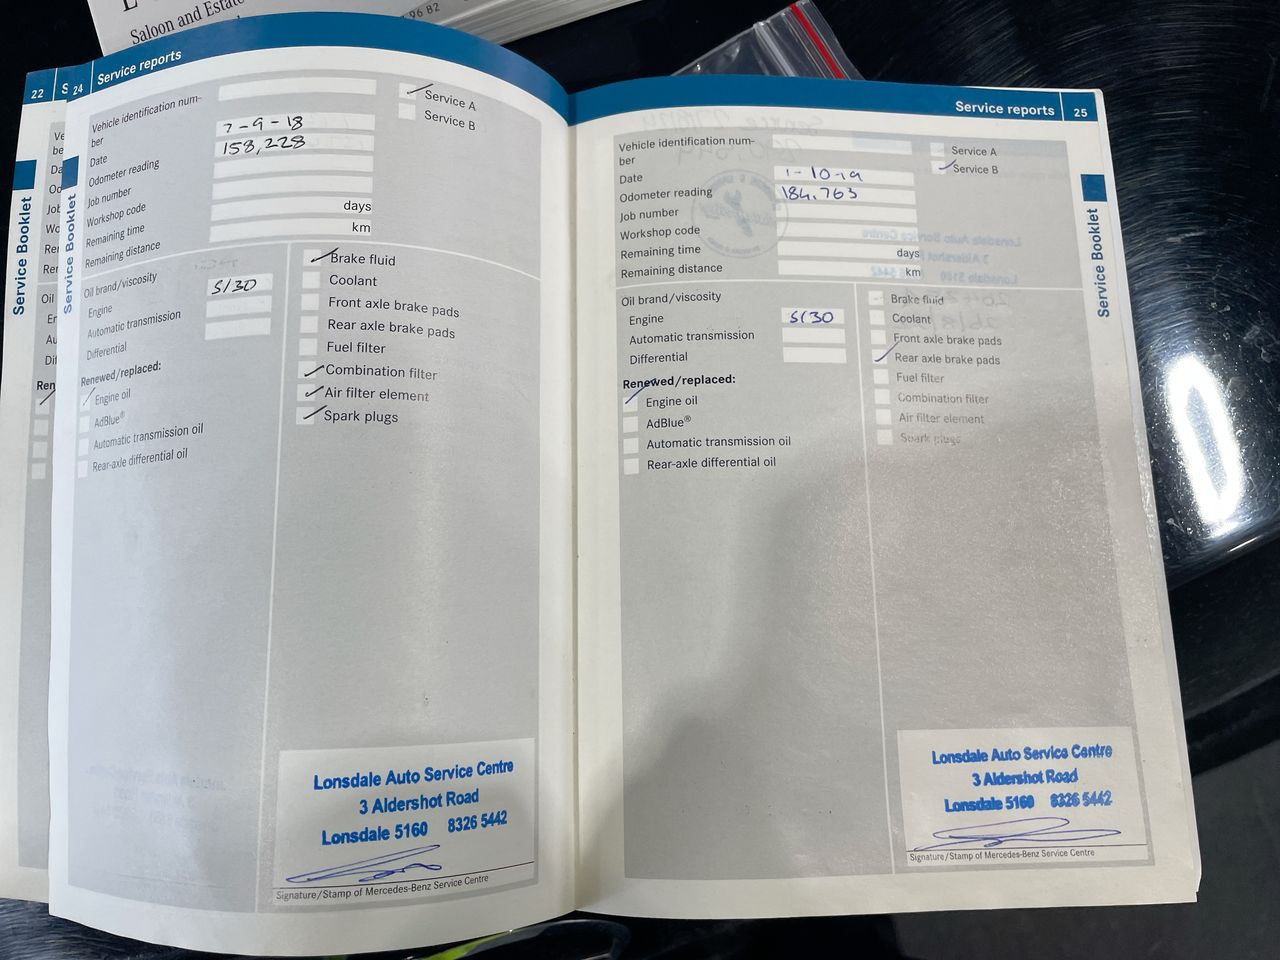 Saloon and Estate
96 82
22
24
Service reports
Service Booklet
Service Booklet
Vehicle identification num-
ber
Date
7-9-18
Odometer reading
158,228
Job number
Workshop code
Remaining time
days
Remaining distance
km
Service A
Service B
Oil brand/viscosity
Engine
5/30
Automatic transmission
Differential
Renewed/replaced:
Engine oil
AdBlue®
Automatic transmission oil
Rear-axle differential oil
Brake fluid
Coolant
Front axle brake pads
Rear axle brake pads
Fuel filter
Combination filter
Air filter element
Spark plugs
Lonsdale Auto Service Centre
3 Aldershot Road
Lonsdale 5160 8326 5442
Signature/Stamp of Mercedes-Benz Service Centre
Service reports
25
Service Booklet
Vehicle identification num-
ber
Date
1-10-19
Odometer reading
184,763
Job number
Workshop code
Remaining time
days
Remaining distance
km
Service A
Service B
Oil brand/viscosity
Engine
5/30
Automatic transmission
Differential
Renewed/replaced:
Engine oil
AdBlue®
Automatic transmission oil
Rear-axle differential oil
Brake fluid
Coolant
Front axle brake pads
Rear axle brake pads
Fuel filter
Combination filter
Air filter element
Spark plugs
Lonsdale Auto Service Centre
3 Aldershot Road
Lonsdale 5160 8326 5442
Signature/Stamp of Mercedes-Benz Service Centre